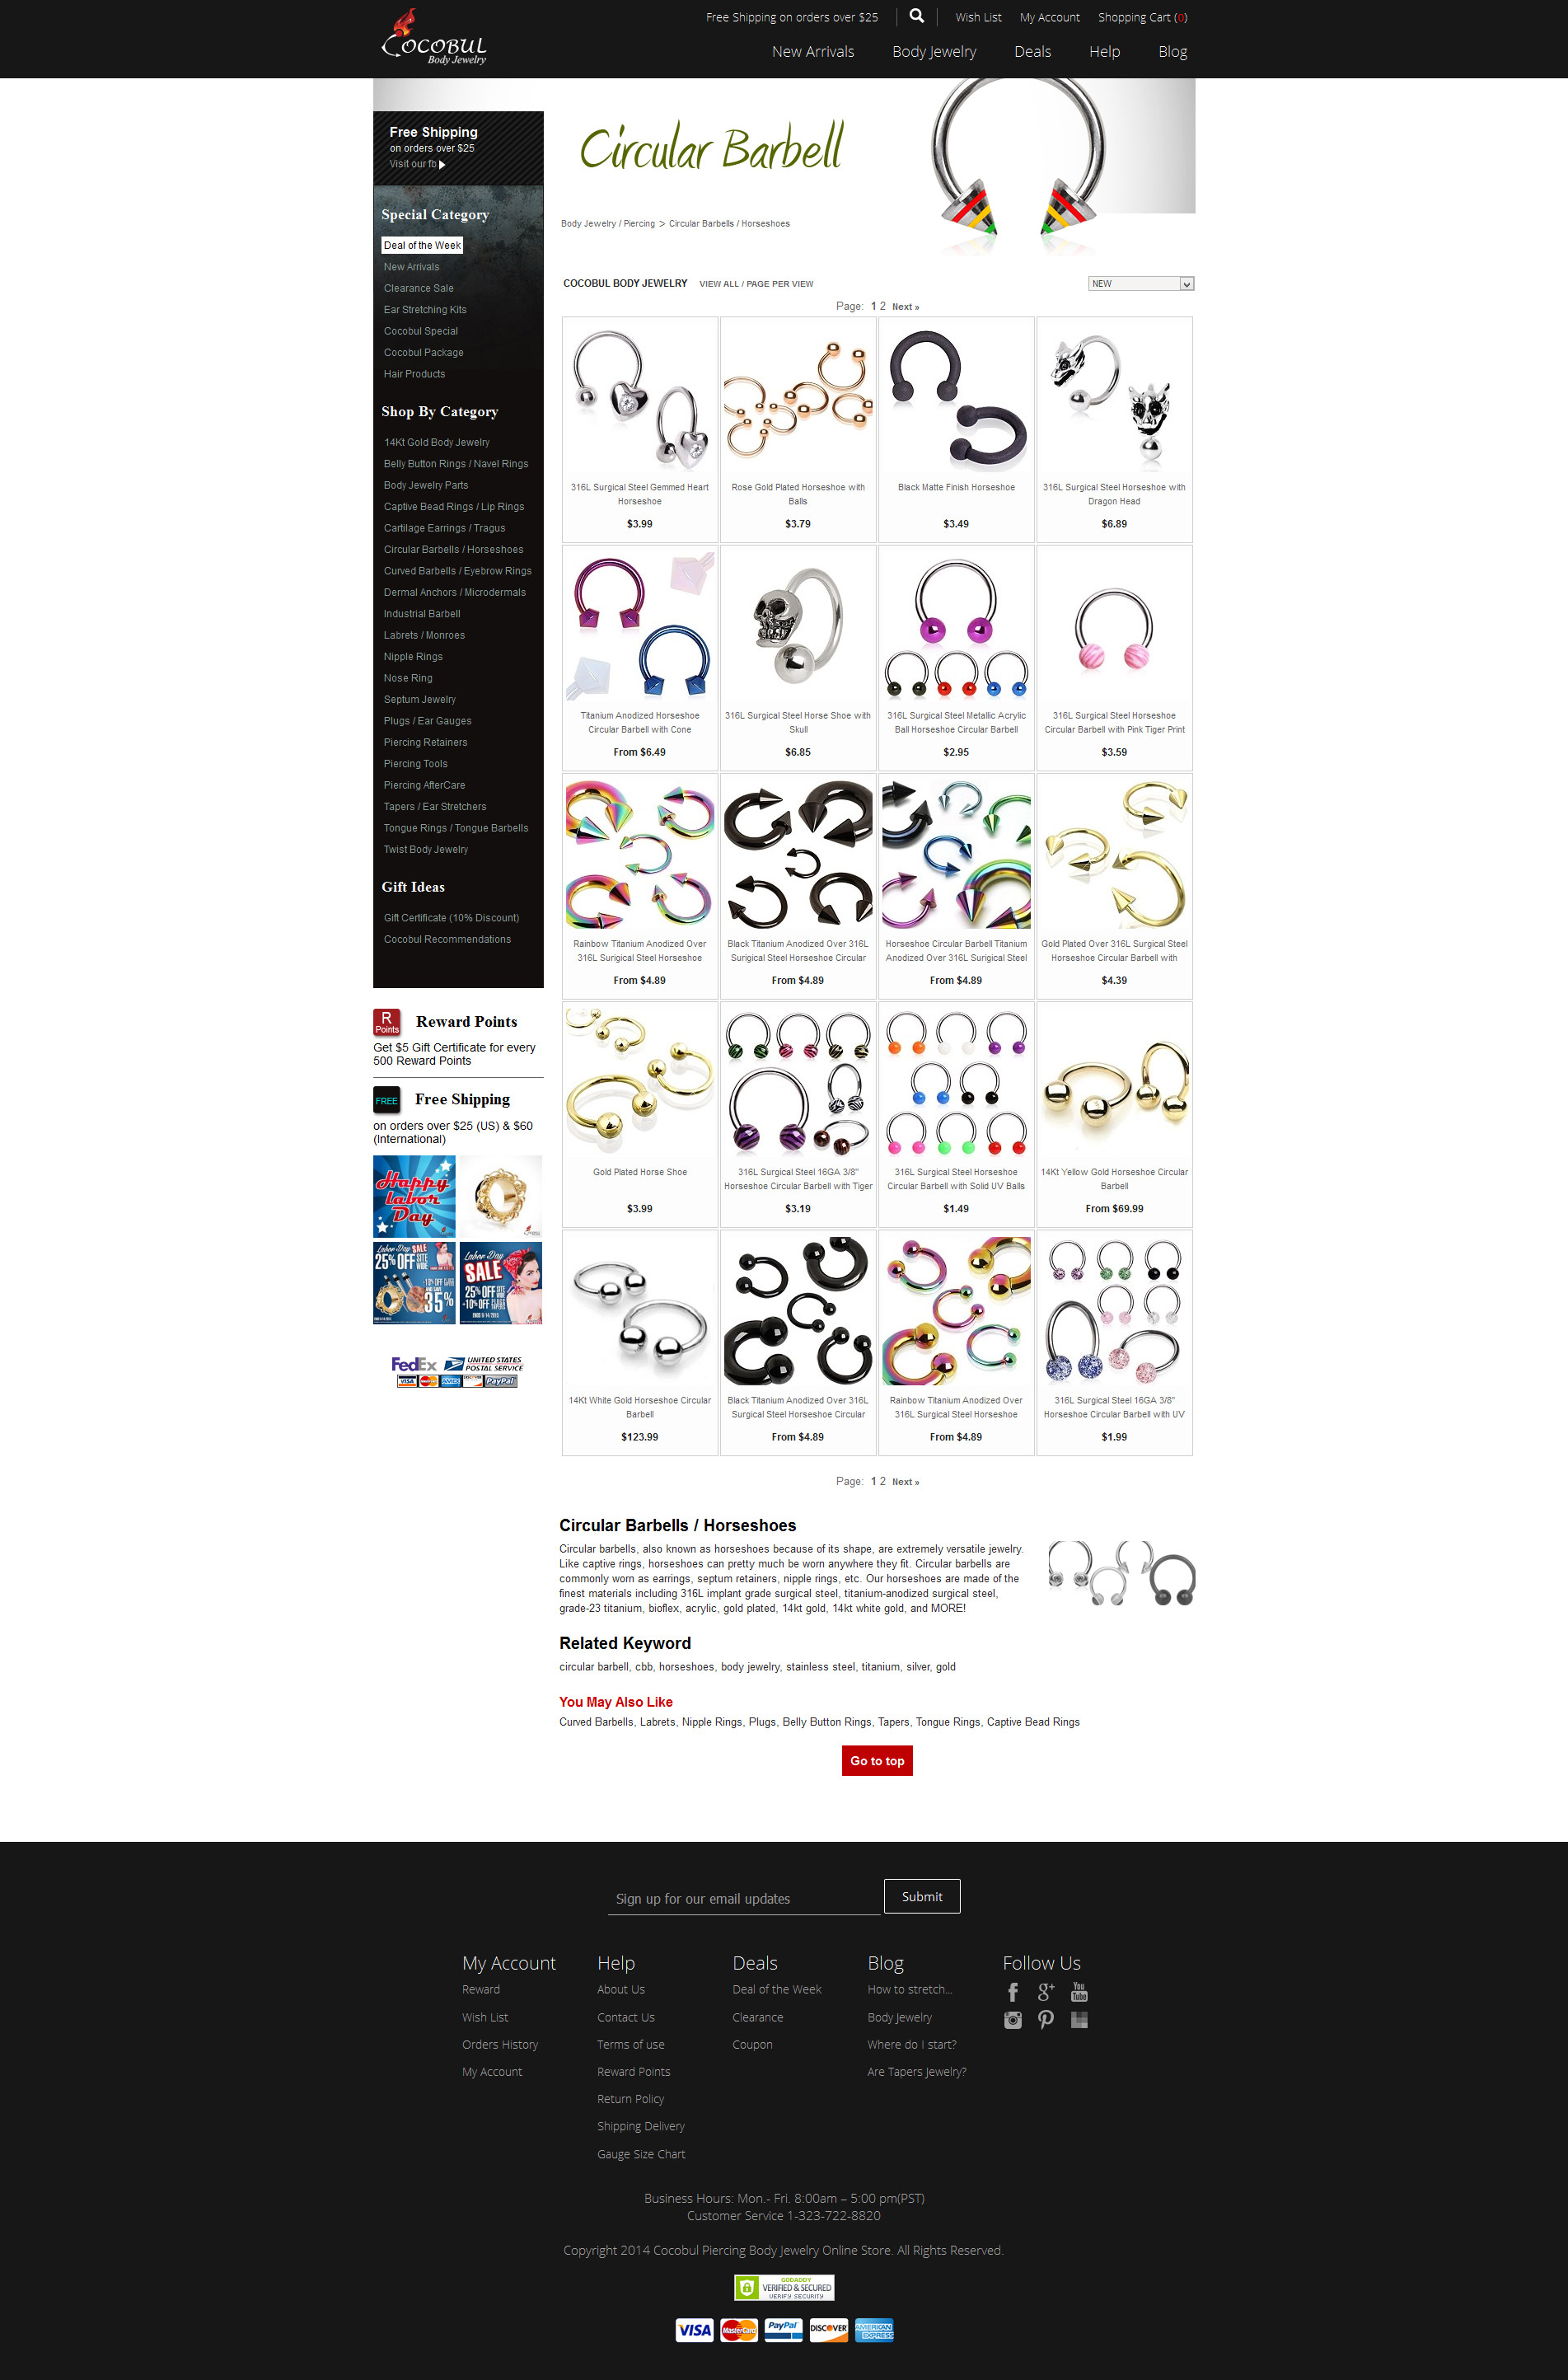 COCOBUL
Body Jewelry
Free Shipping on orders over $25
Wish List
My Account
Shopping Cart (0)
New Arrivals
Body Jewelry
Deals
Help
Blog
Free Shipping
on orders over $25
Visit our fb
Special Category
Deal of the Week
New Arrivals
Clearance Sale
Ear Stretching Kits
Cocobul Special
Cocobul Package
Hair Products
Shop By Category
14Kt Gold Body Jewelry
Belly Button Rings / Navel Rings
Body Jewelry Parts
Captive Bead Rings / Lip Rings
Cartilage Earrings / Tragus
Circular Barbells / Horseshoes
Curved Barbells / Eyebrow Rings
Dermal Anchors / Microdermals
Industrial Barbell
Labrets / Monroes
Nipple Rings
Nose Ring
Septum Jewelry
Plugs / Ear Gauges
Piercing Retainers
Piercing Tools
Piercing AfterCare
Tapers / Ear Stretchers
Tongue Rings / Tongue Barbells
Twist Body Jewelry
Gift Ideas
Gift Certificate (10% Discount)
Cocobul Recommendations
R
Points
Reward Points
Get $5 Gift Certificate for every
500 Reward Points
FREE
Free Shipping
on orders over $25 (US) & $60
(International)
Happy
Labor
Day
Labor Day SALE
25% OFF SITE
WIDE
35%
Labor Day
SALE
25% OFF SITE
WIDE
+10% OFF
FedEx
UNITED STATES
POSTAL SERVICE
VISA
MasterCard
AMEX
DISCOVER
PayPal
Circular Barbell
Body Jewelry / Piercing > Circular Barbells / Horseshoes
COCOBUL BODY JEWELRY
VIEW ALL / PAGE PER VIEW
NEW
Page: 1 2 Next »
316L Surgical Steel Gemmed Heart
Horseshoe
$3.99
Rose Gold Plated Horseshoe with
Balls
$3.79
Black Matte Finish Horseshoe
$3.49
316L Surgical Steel Horseshoe with
Dragon Head
$6.89
Titanium Anodized Horseshoe
Circular Barbell with Cone
From $6.49
316L Surgical Steel Horse Shoe with
Skull
$6.85
316L Surgical Steel Metallic Acrylic
Ball Horseshoe Circular Barbell
$2.95
316L Surgical Steel Horseshoe
Circular Barbell with Pink Tiger Print
$3.59
Rainbow Titanium Anodized Over
316L Surigical Steel Horseshoe
From $4.89
Black Titanium Anodized Over 316L
Surigical Steel Horseshoe Circular
From $4.89
Horseshoe Circular Barbell Titanium
Anodized Over 316L Surigical Steel
From $4.89
Gold Plated Over 316L Surgical Steel
Horseshoe Circular Barbell with
$4.39
Gold Plated Horse Shoe
$3.99
316L Surgical Steel 16GA 3/8"
Horseshoe Circular Barbell with Tiger
$3.19
316L Surgical Steel Horseshoe
Circular Barbell with Solid UV Balls
$1.49
14Kt Yellow Gold Horseshoe Circular
Barbell
From $69.99
14Kt White Gold Horseshoe Circular
Barbell
$123.99
Black Titanium Anodized Over 316L
Surgical Steel Horseshoe Circular
From $4.89
Rainbow Titanium Anodized Over
316L Surgical Steel Horseshoe
From $4.89
316L Surgical Steel 16GA 3/8"
Horseshoe Circular Barbell with UV
$1.99
Page: 1 2 Next »
Circular Barbells / Horseshoes
Circular barbells, also known as horseshoes because of its shape, are extremely versatile jewelry.
Like captive rings, horseshoes can pretty much be worn anywhere they fit. Circular barbells are
commonly worn as earrings, septum retainers, nipple rings, etc. Our horseshoes are made of the
finest materials including 316L implant grade surgical steel, titanium-anodized surgical steel,
grade-23 titanium, bioflex, acrylic, gold plated, 14kt gold, 14kt white gold, and MORE!
Related Keyword
circular barbell, cbb, horseshoes, body jewelry, stainless steel, titanium, silver, gold
You May Also Like
Curved Barbells, Labrets, Nipple Rings, Plugs, Belly Button Rings, Tapers, Tongue Rings, Captive Bead Rings
Go to top
Sign up for our email updates
Submit
My Account
Reward
Wish List
Orders History
My Account
Help
About Us
Contact Us
Terms of use
Reward Points
Return Policy
Shipping Delivery
Gauge Size Chart
Deals
Deal of the Week
Clearance
Coupon
Blog
How to stretch...
Body Jewelry
Where do I start?
Are Tapers Jewelry?
Follow Us
You
Tube
Business Hours: Mon.- Fri. 8:00am – 5:00 pm(PST)
Customer Service 1-323-722-8820
Copyright 2014 Cocobul Piercing Body Jewelry Online Store. All Rights Reserved.
GODADDY
VERIFIED & SECURED
VERIFY SECURITY
VISA
MasterCard
PayPal
DISCOVER
AMERICAN
EXPRESS